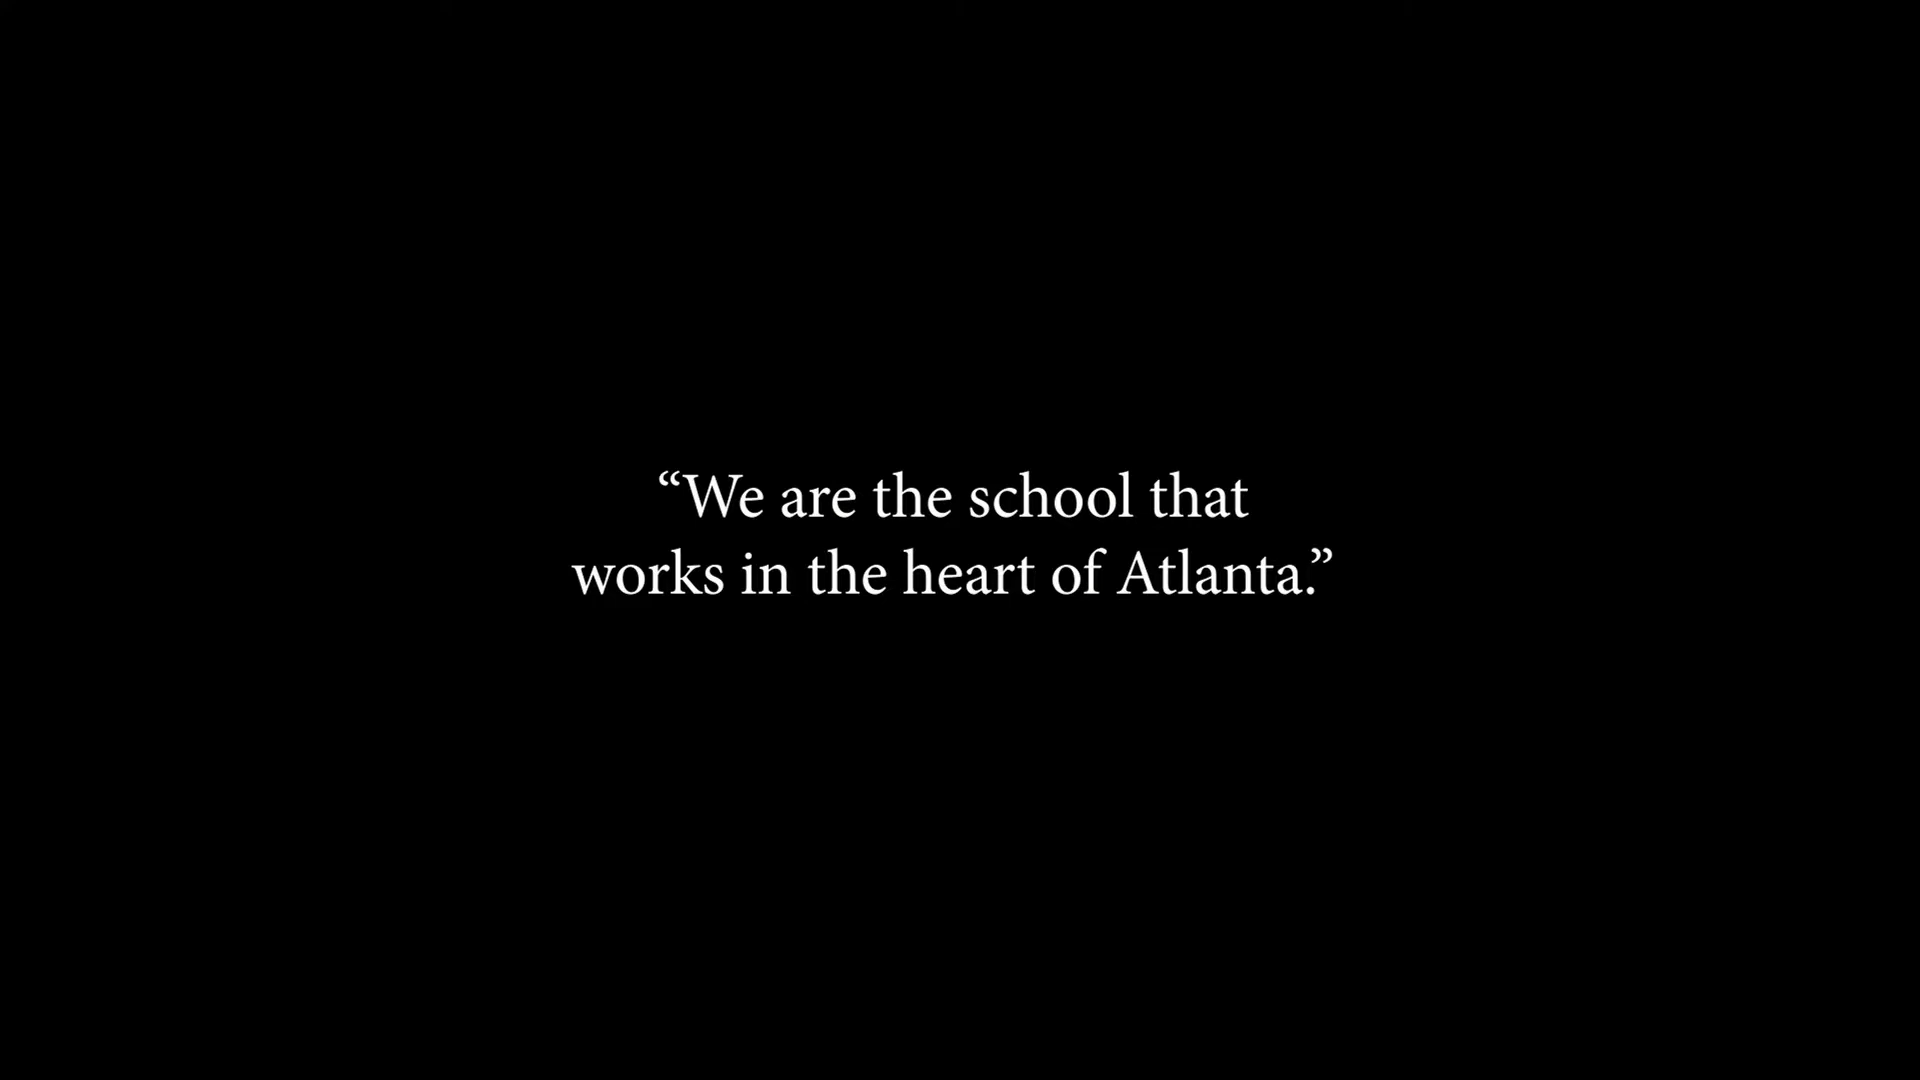 “We are the school that
works in the heart of Atlanta.”